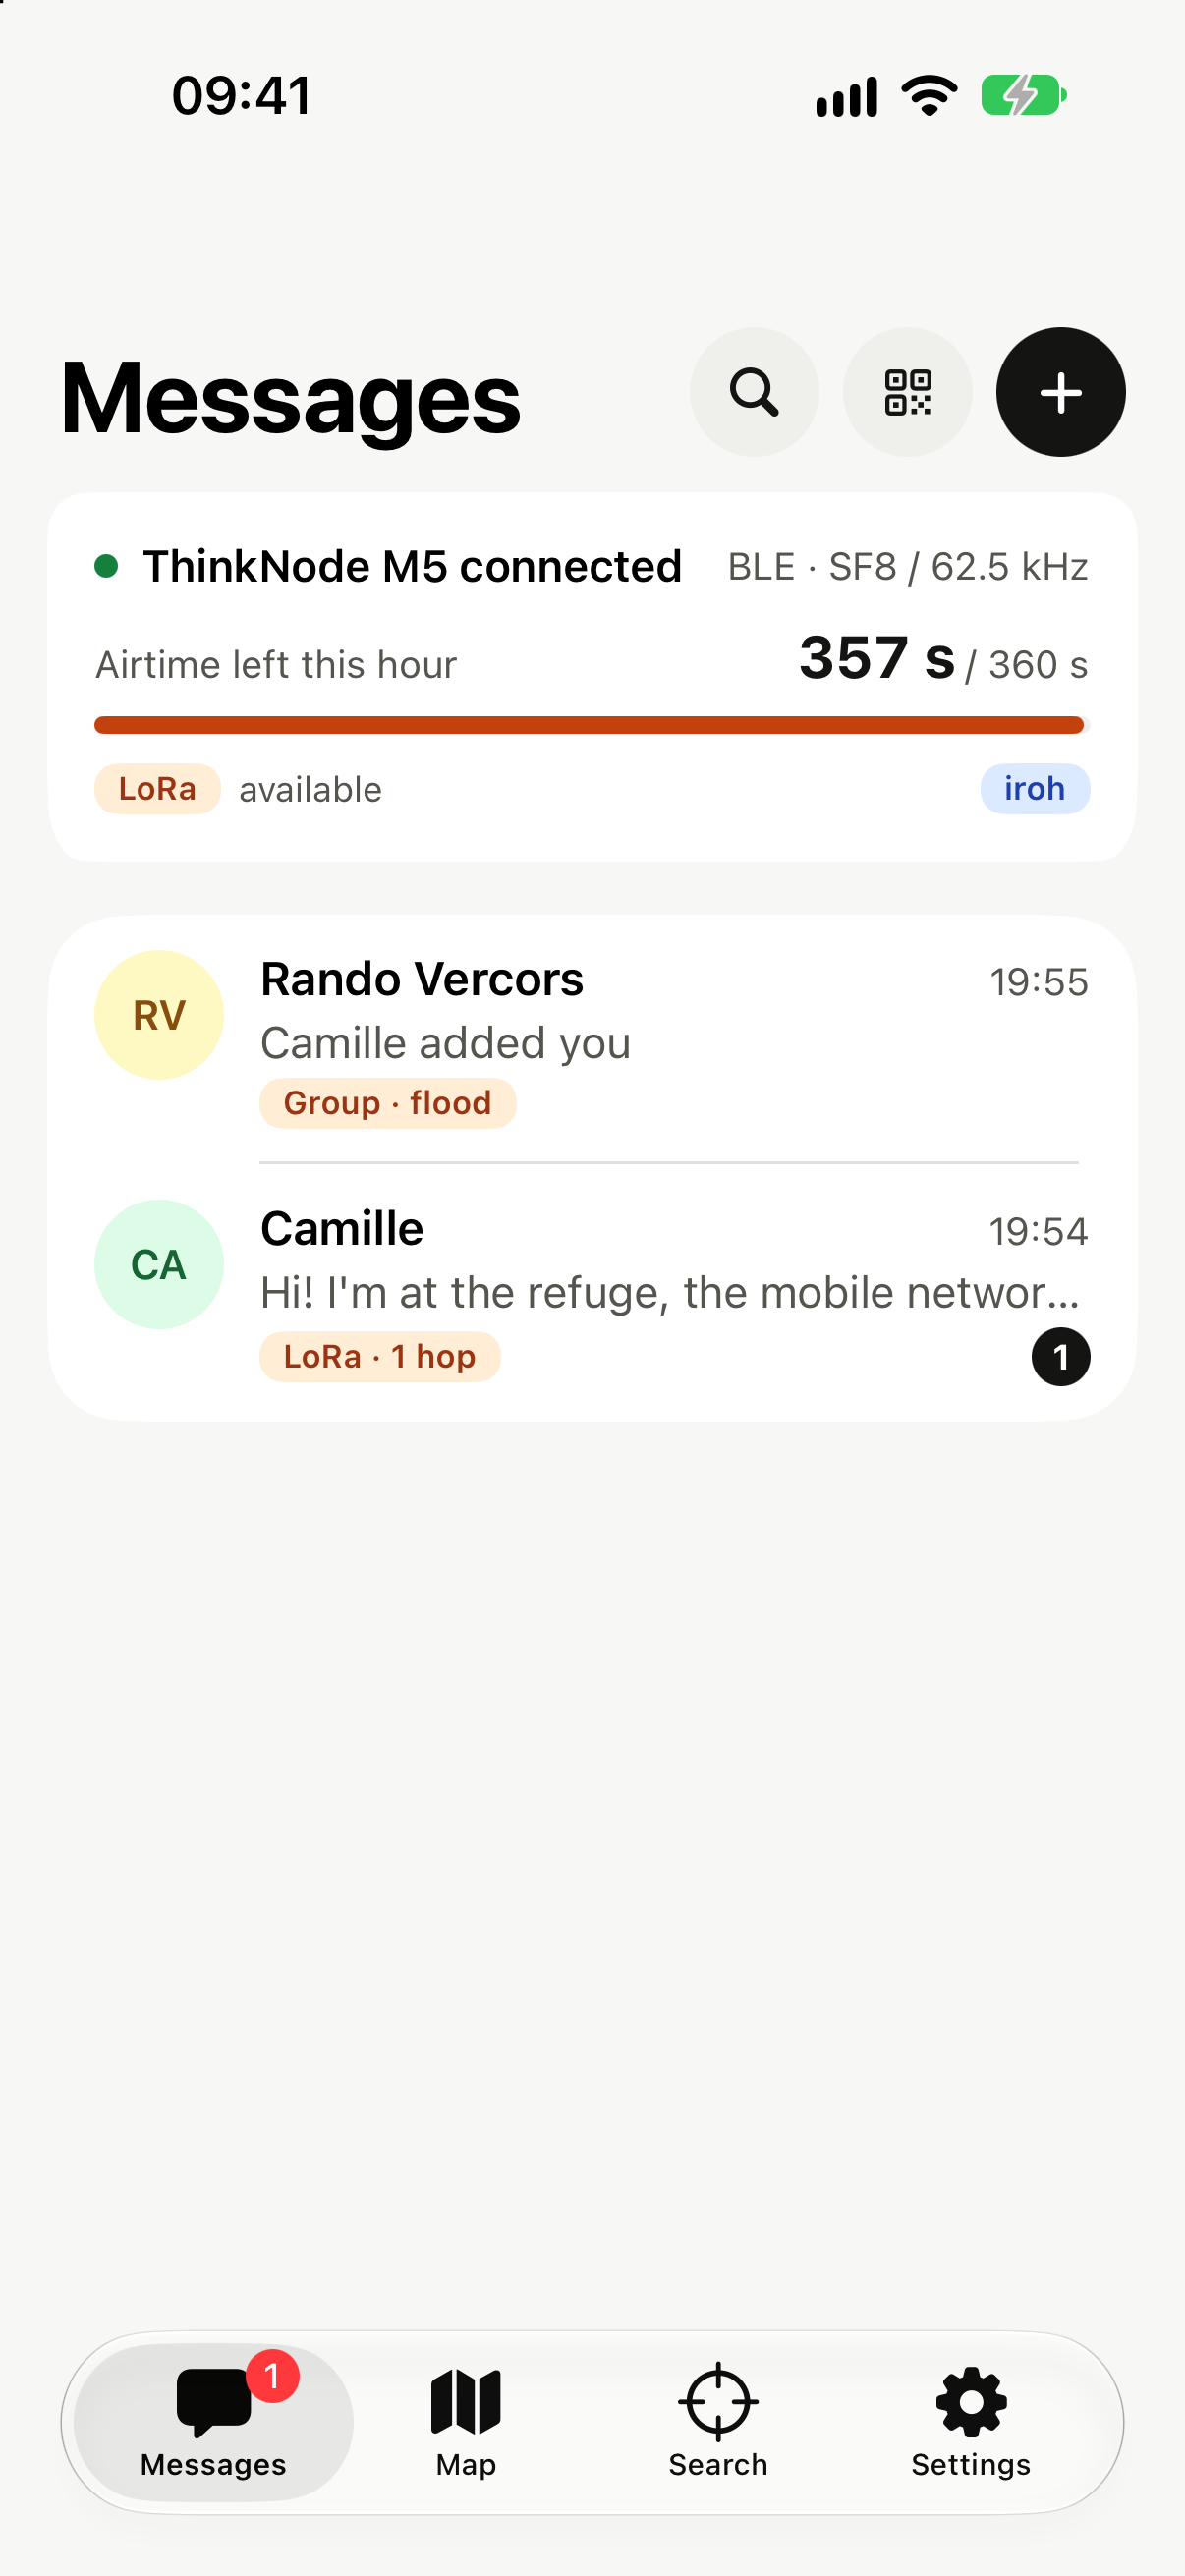 09:41
Messages
ThinkNode M5 connected BLE · SF8 / 62.5 kHz
Airtime left this hour 357 s / 360 s
LoRa available iroh
RV Rando Vercors 19:55
Camille added you
Group · flood
CA Camille 19:54
Hi! I'm at the refuge, the mobile networ...
LoRa · 1 hop 1
1
Messages Map Search Settings